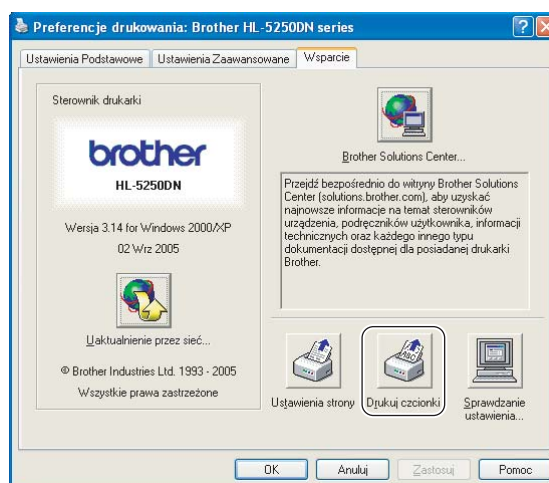 Preferencje drukowania: Brother HL-5250DN series
Ustawienia Podstawowe
Ustawienia Zaawansowane
Wsparcie
Sterownik drukarki
brother
HL-5250DN
Wersja 3.14 for Windows 2000/XP
02 Wrz 2005
Uaktualnienie przez sieć...
© Brother Industries Ltd. 1993 - 2005
Wszystkie prawa zastrzeżone
Brother Solutions Center...
Przejdź bezpośrednio do witryny Brother Solutions
Center (solutions.brother.com), aby uzyskać
najnowsze informacje na temat sterowników
urządzenia, podręczników użytkownika, informacji
technicznych oraz każdego innego typu
dokumentacji dostępnej dla posiadanej drukarki
Brother.
Ustawienia strony
Drukuj czcionki
Sprawdzanie
ustawienia...
OK
Anuluj
Zastosuj
Pomoc